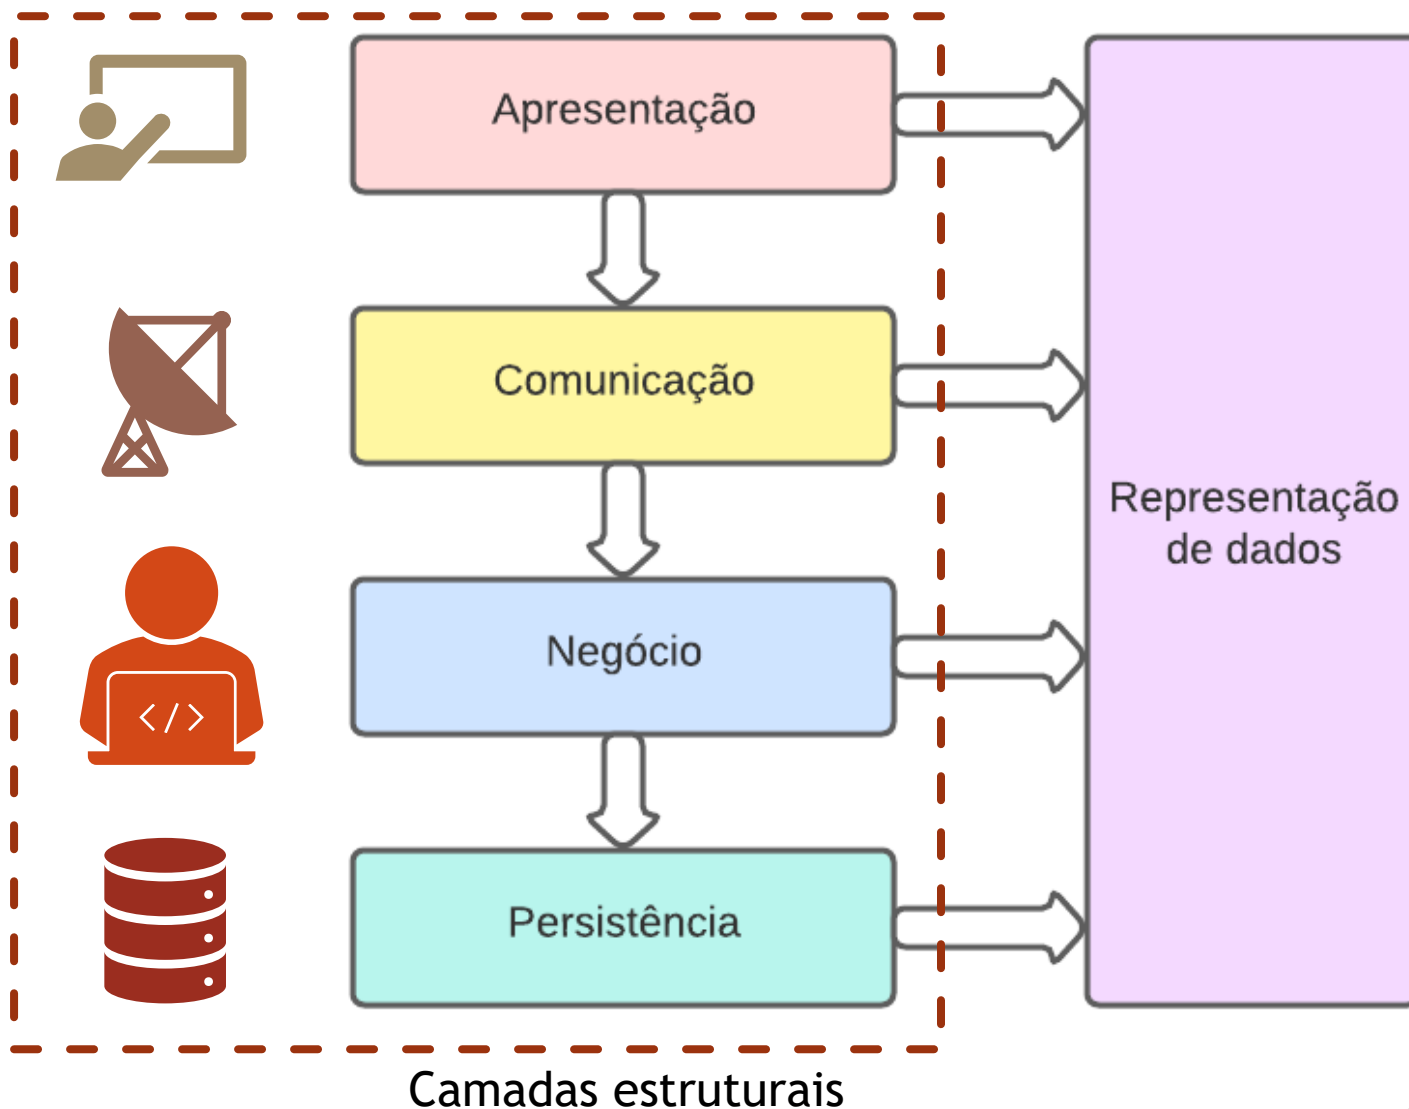 Apresentação
Comunicação
Representação
de dados
Negócio
</>
Persistência
Camadas estruturais